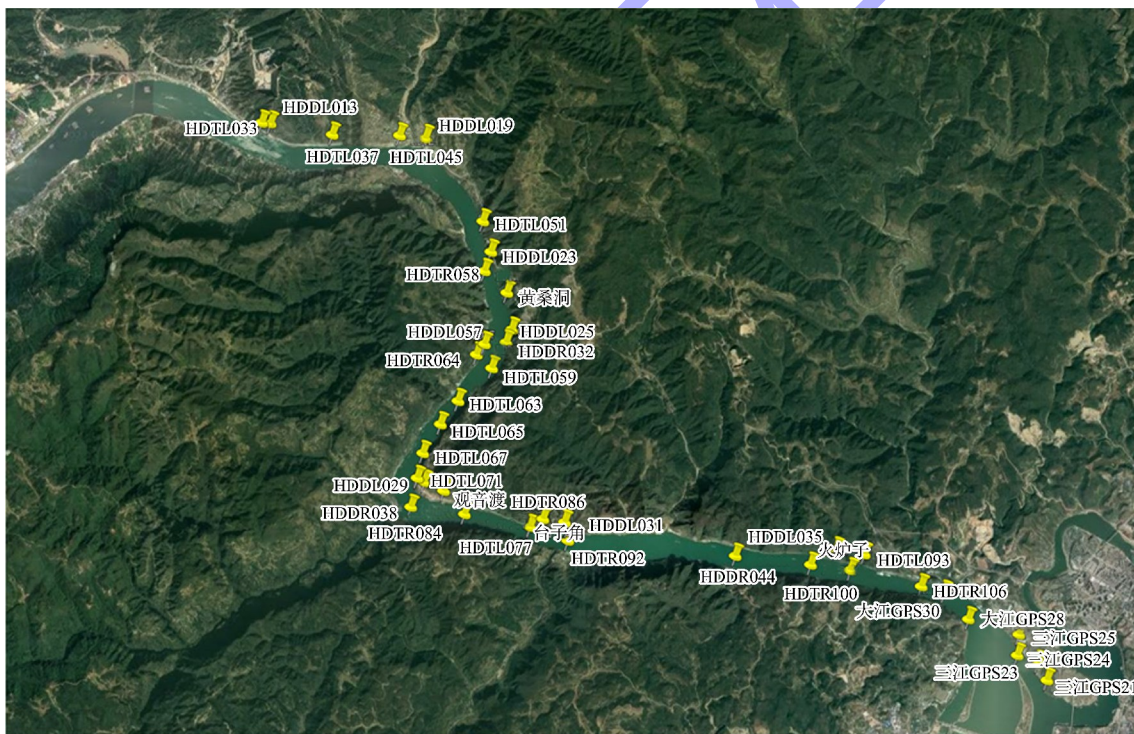 HDDL013
HDTL033
HDDL019
HDTL037
HDTL045
HDTL051
HDDL023
HDTR058
黄桑洞
HDDL057
HDDL025
HDDR032
HDTR064
HDTL059
HDTL063
HDTL065
HDTL067
HDDL029
HDTL071
观音渡
HDTR086
HDDR038
HDDL031
HDTR084
台子角
HDTL077
HDTR092
HDDL035
火炉子
HDTL093
HDDR044
HDTR100
HDTR106
大江GPS30
大江GPS28
三江GPS25
三江GPS24
三江GPS23
三江GPS21